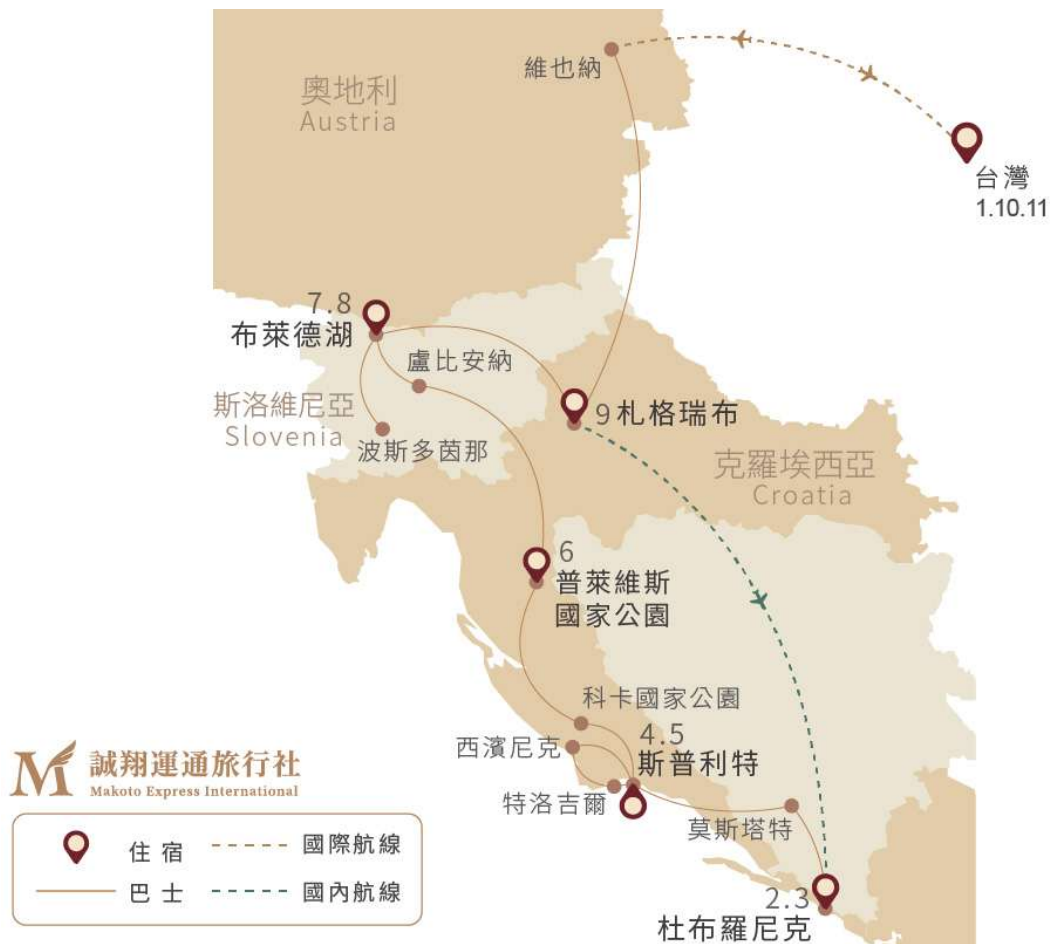 維也納
奧地利
Austria
台灣
1.10.11
7.8
布萊德湖
盧比安納
斯洛維尼亞
Slovenia
波斯多茵那
9 札格瑞布
克羅埃西亞
Croatia
6
普萊維斯
國家公園
科卡國家公園
西濱尼克
4.5
斯普利特
特洛吉爾
莫斯塔特
2.3
杜布羅尼克
M 誠翔運通旅行社
Makoto Express International
住宿
國際航線
巴士
國內航線